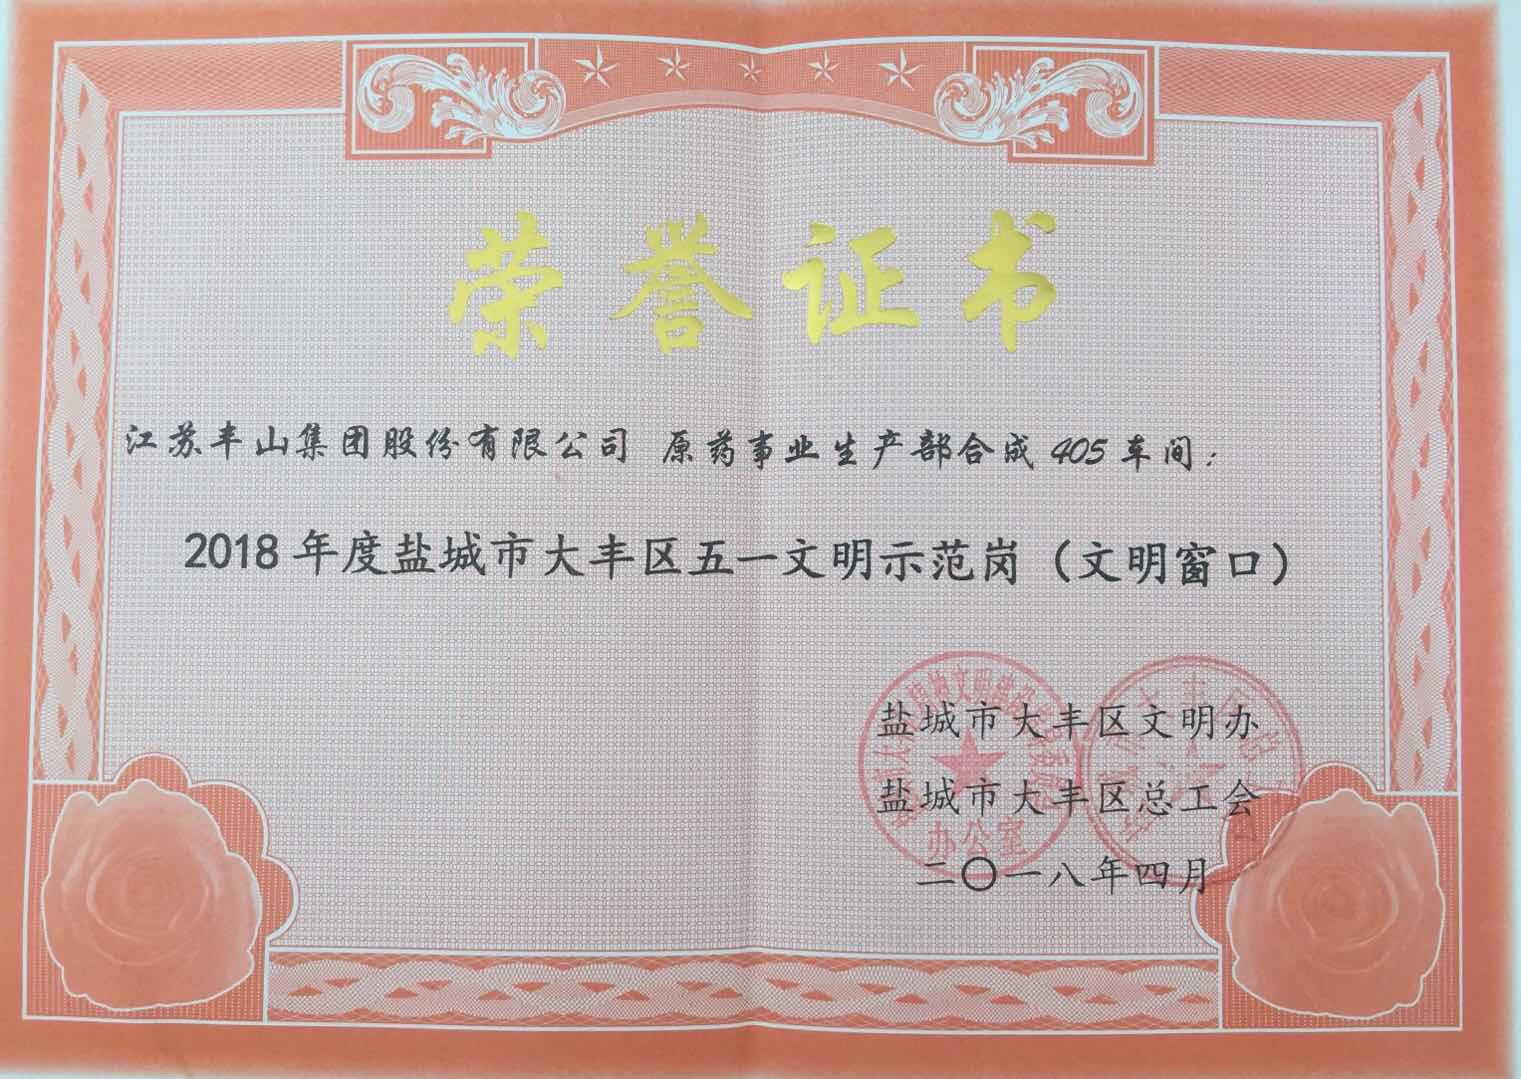 荣誉证书
江苏丰山集团股份有限公司 原药事业生产部合成405车间：
2018年度盐城市大丰区五一文明示范岗（文明窗口）
盐城市大丰区文明办
盐城市大丰区总工会
二〇一八年四月
办公室